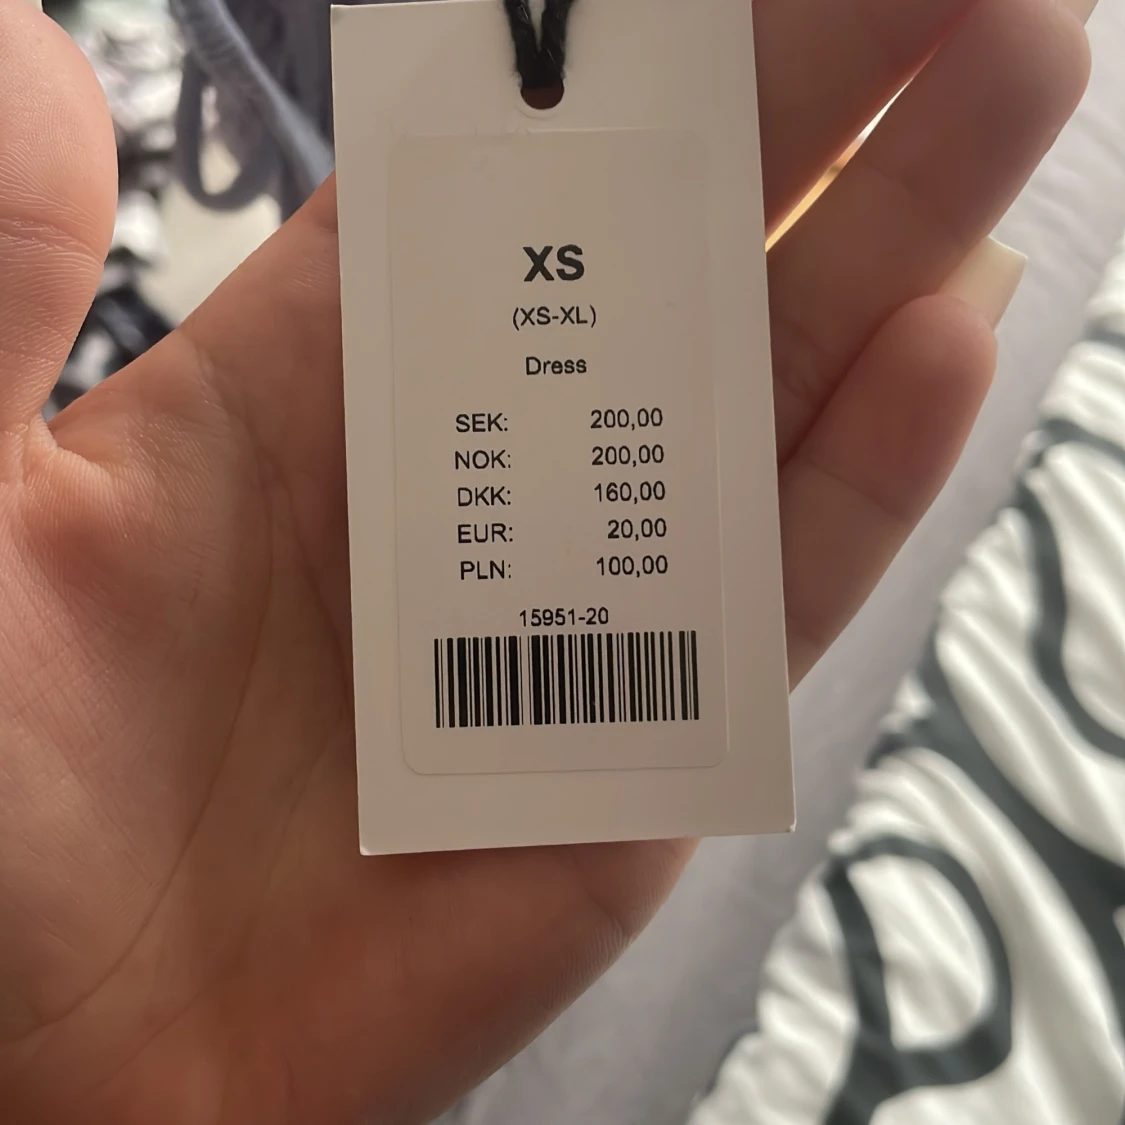 XS
(XS-XL)
Dress
SEK: 200,00
NOK: 200,00
DKK: 160,00
EUR: 20,00
PLN: 100,00
15951-20